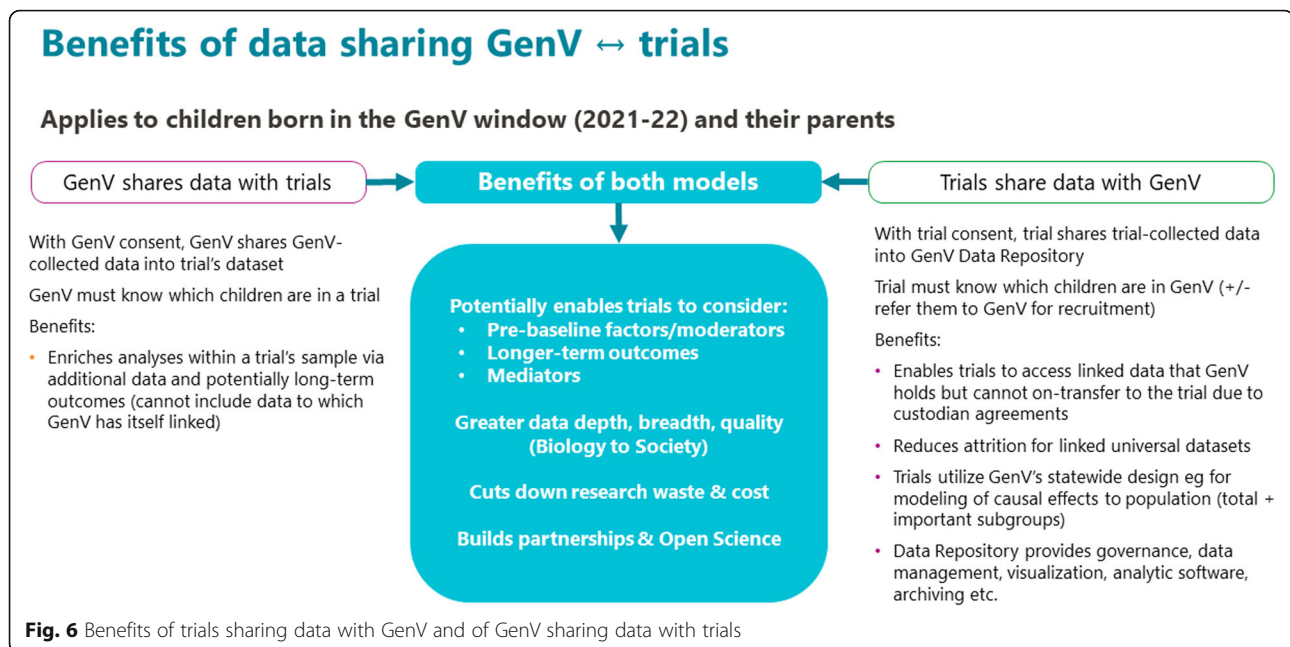 Benefits of data sharing GenV ↔ trials
Applies to children born in the GenV window (2021-22) and their parents
GenV shares data with trials
With GenV consent, GenV shares GenV-
collected data into trial's dataset
GenV must know which children are in a trial
Benefits:
• Enriches analyses within a trial's sample via
additional data and potentially long-term
outcomes (cannot include data to which
GenV has itself linked)
Benefits of both models
Potentially enables trials to consider:
• Pre-baseline factors/moderators
• Longer-term outcomes
• Mediators
Greater data depth, breadth, quality
(Biology to Society)
Cuts down research waste & cost
Builds partnerships & Open Science
Trials share data with GenV
With trial consent, trial shares trial-collected data
into GenV Data Repository
Trial must know which children are in GenV (+/-
refer them to GenV for recruitment)
Benefits:
• Enables trials to access linked data that GenV
holds but cannot on-transfer to the trial due to
custodian agreements
• Reduces attrition for linked universal datasets
• Trials utilize GenV's statewide design eg for
modeling of causal effects to population (total +
important subgroups)
• Data Repository provides governance, data
management, visualization, analytic software,
archiving etc.
Fig. 6 Benefits of trials sharing data with GenV and of GenV sharing data with trials